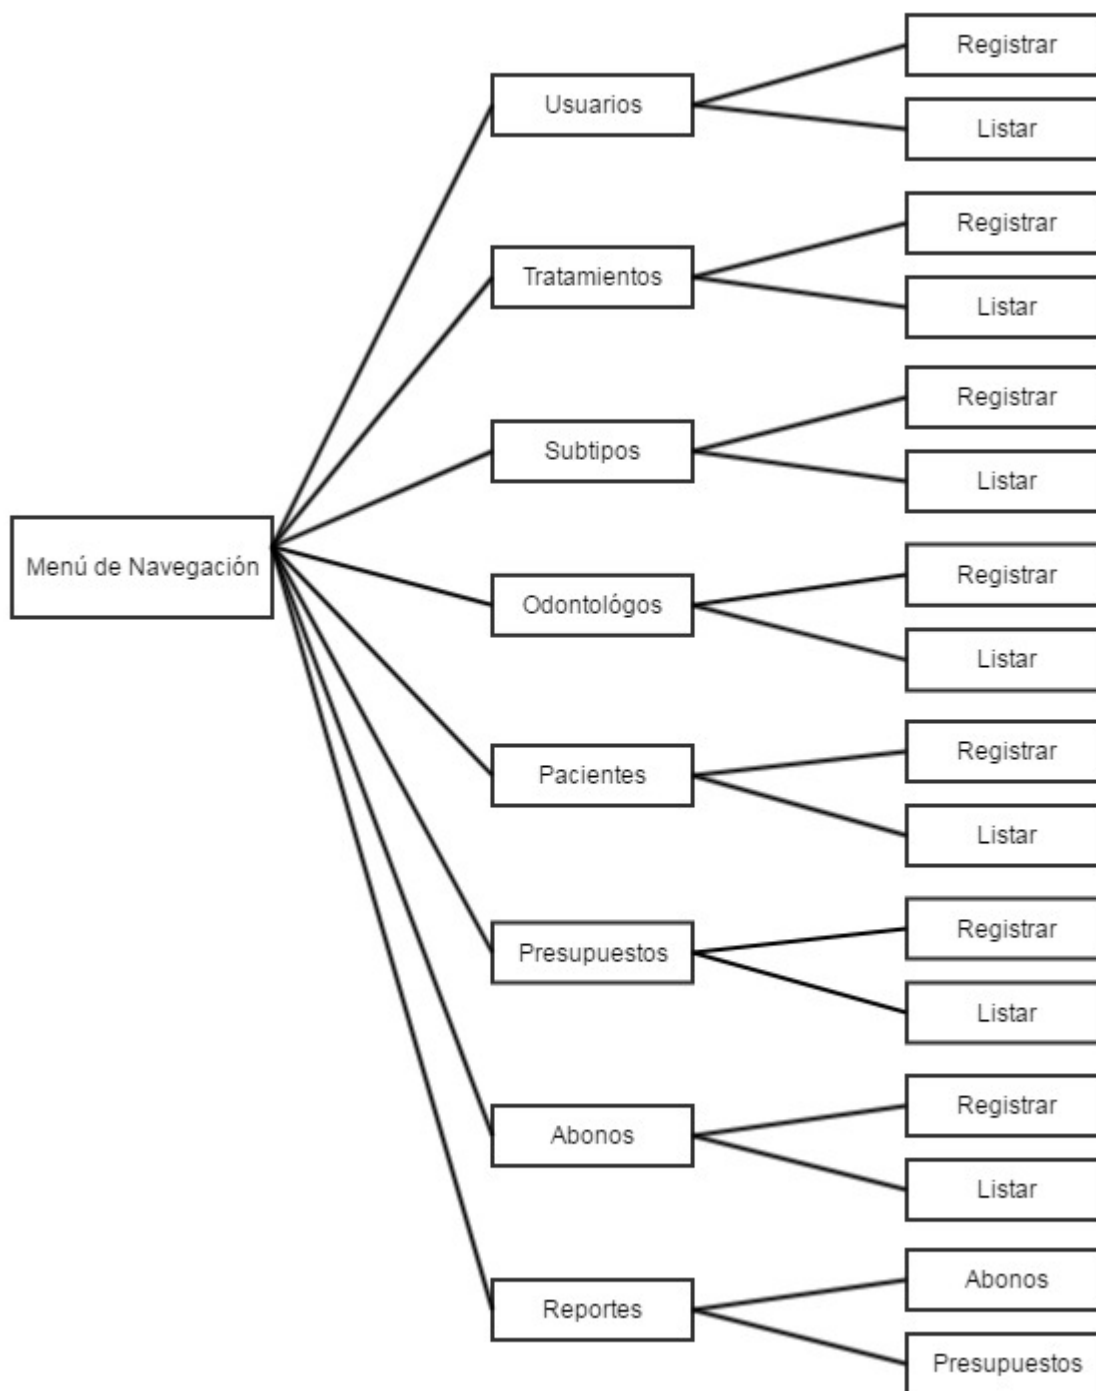 Menú de Navegación
Usuarios
Registrar
Listar
Tratamientos
Registrar
Listar
Subtipos
Registrar
Listar
Odontológos
Registrar
Listar
Pacientes
Registrar
Listar
Presupuestos
Registrar
Listar
Abonos
Registrar
Listar
Reportes
Abonos
Presupuestos